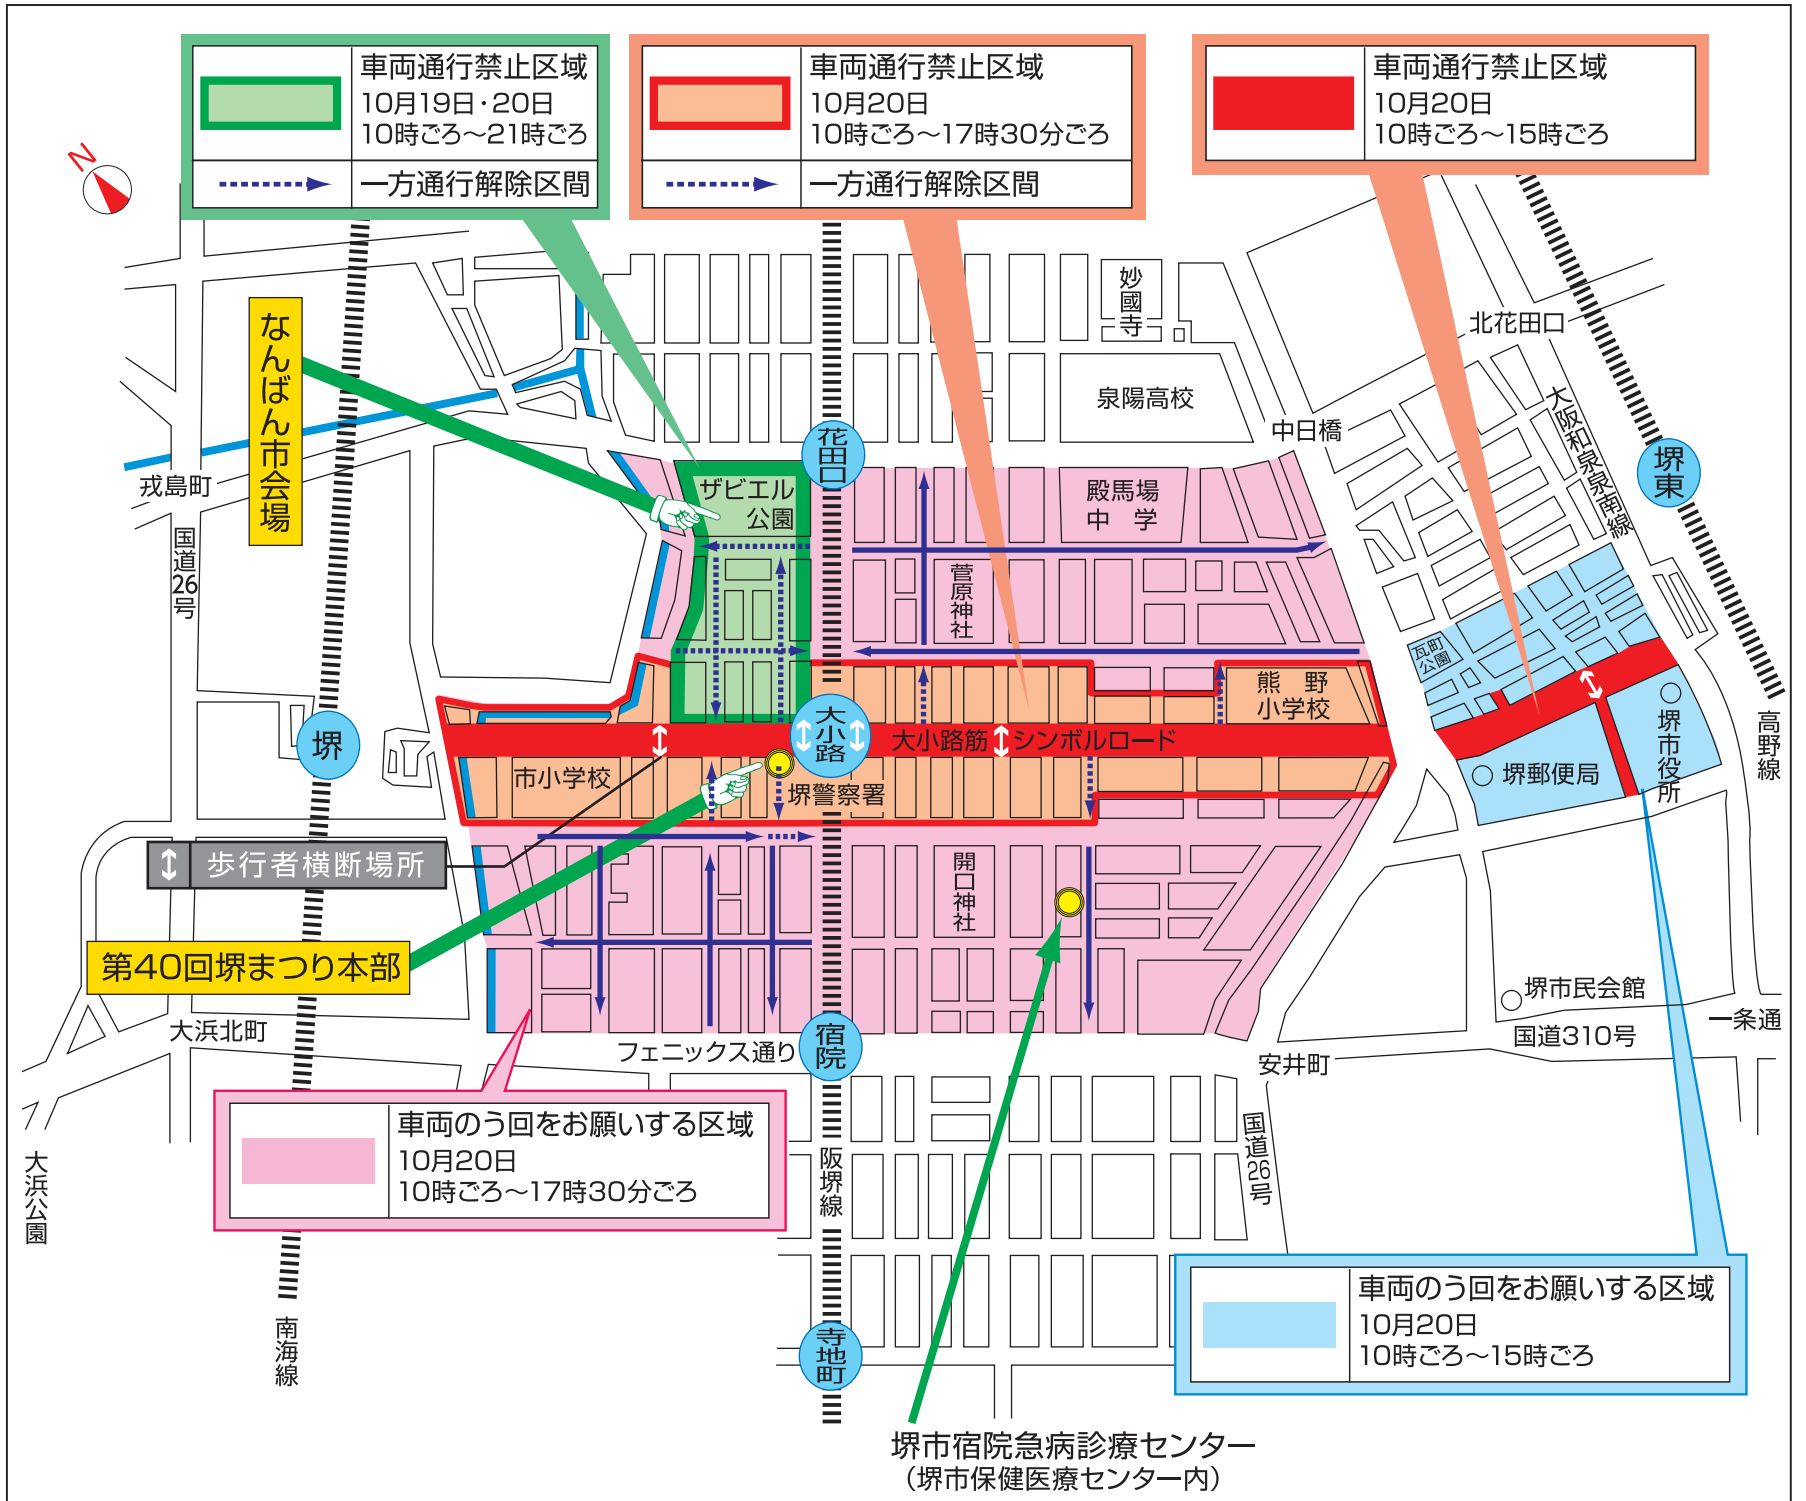 車両通行禁止区域
10月19日・20日
10時ごろ〜21時ごろ
一方通行解除区間
車両通行禁止区域
10月20日
10時ごろ〜17時30分ごろ
一方通行解除区間
車両通行禁止区域
10月20日
10時ごろ〜15時ごろ
N
なんばん市会場
妙國寺
北花田口
泉陽高校
中日橋
大阪和泉泉南線
花田口
堺東
戎島町
国道26号
ザビエル
公園
殿馬場
中 学
菅原神社
瓦町
公園
熊 野
小学校
堺
大小路
大小路筋
シンボルロード
堺市役所
高野線
市小学校
堺警察署
堺郵便局
歩行者横断場所
開口神社
第40回堺まつり本部
大浜北町
堺市民会館
一条通
国道310号
フェニックス通り
宿院
安井町
国道26号
車両のう回をお願いする区域
10月20日
10時ごろ〜17時30分ごろ
大浜公園
阪堺線
車両のう回をお願いする区域
10月20日
10時ごろ〜15時ごろ
南海線
寺地町
堺市宿院急病診療センター
（堺市保健医療センター内）